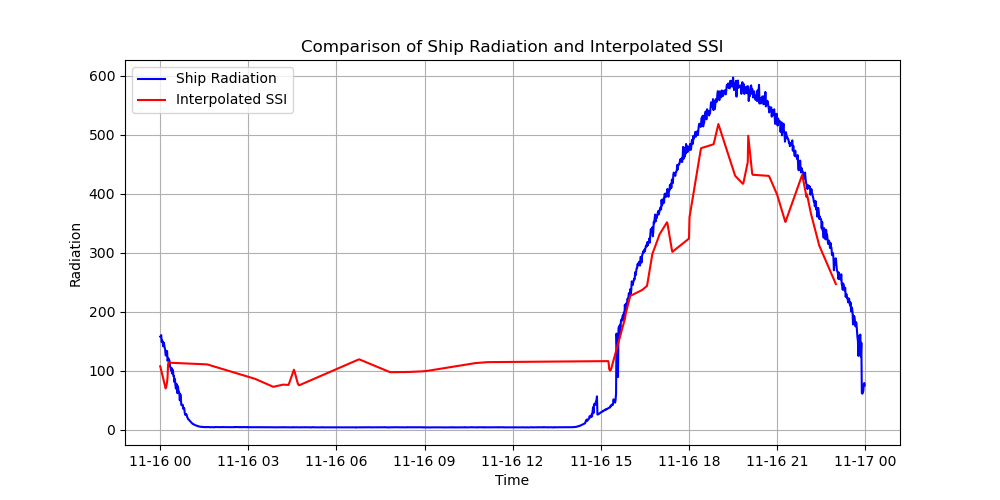 Comparison of Ship Radiation and Interpolated SSI
Ship Radiation
Interpolated SSI
600
500
400
300
200
100
0
Radiation
11-16 00 11-16 03 11-16 06 11-16 09 11-16 12 11-16 15 11-16 18 11-16 21 11-17 00
Time